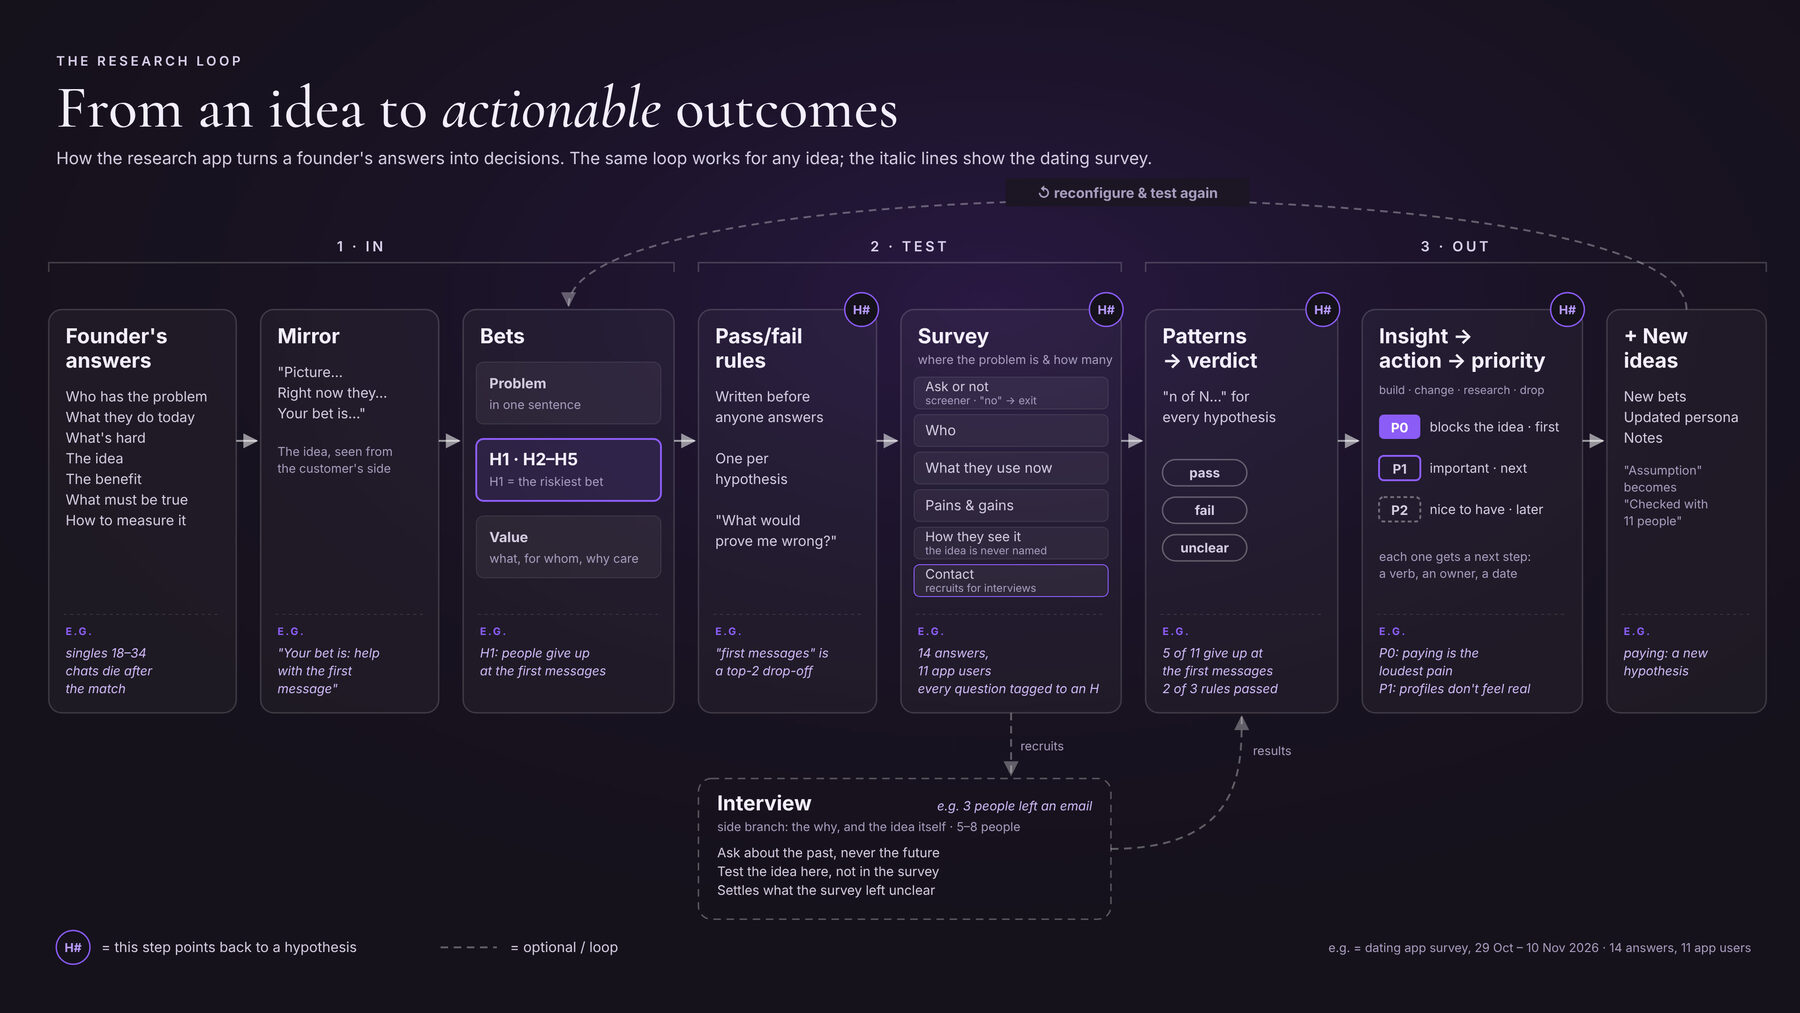 THE RESEARCH LOOP
From an idea to actionable outcomes
How the research app turns a founder's answers into decisions. The same loop works for any idea; the italic lines show the dating survey.
↺ reconfigure & test again
1 · IN
2 · TEST
3 · OUT
Founder's
answers
Who has the problem
What they do today
What's hard
The idea
The benefit
What must be true
How to measure it
E.G.
singles 18–34
chats die after
the match
Mirror
"Picture...
Right now they...
Your bet is..."
The idea, seen from
the customer's side
E.G.
"Your bet is: help
with the first
message"
Bets
Problem
in one sentence
H1 · H2–H5
H1 = the riskiest bet
Value
what, for whom, why care
E.G.
H1: people give up
at the first messages
H#
Pass/fail
rules
Written before
anyone answers
One per
hypothesis
"What would
prove me wrong?"
E.G.
"first messages" is
a top-2 drop-off
H#
Survey
where the problem is & how many
Ask or not
screener · "no" → exit
Who
What they use now
Pains & gains
How they see it
the idea is never named
Contact
recruits for interviews
E.G.
14 answers,
11 app users
every question tagged to an H
H#
Patterns
→ verdict
"n of N..." for
every hypothesis
pass
fail
unclear
E.G.
5 of 11 give up at
the first messages
2 of 3 rules passed
H#
Insight →
action → priority
build · change · research · drop
P0 blocks the idea · first
P1 important · next
P2 nice to have · later
each one gets a next step:
a verb, an owner, a date
E.G.
P0: paying is the
loudest pain
P1: profiles don't feel real
+ New
ideas
New bets
Updated persona
Notes
"Assumption"
becomes
"Checked with
11 people"
E.G.
paying: a new
hypothesis
recruits
results
Interview
e.g. 3 people left an email
side branch: the why, and the idea itself · 5–8 people
Ask about the past, never the future
Test the idea here, not in the survey
Settles what the survey left unclear
H# = this step points back to a hypothesis
= optional / loop
e.g. = dating app survey, 29 Oct – 10 Nov 2026 · 14 answers, 11 app users